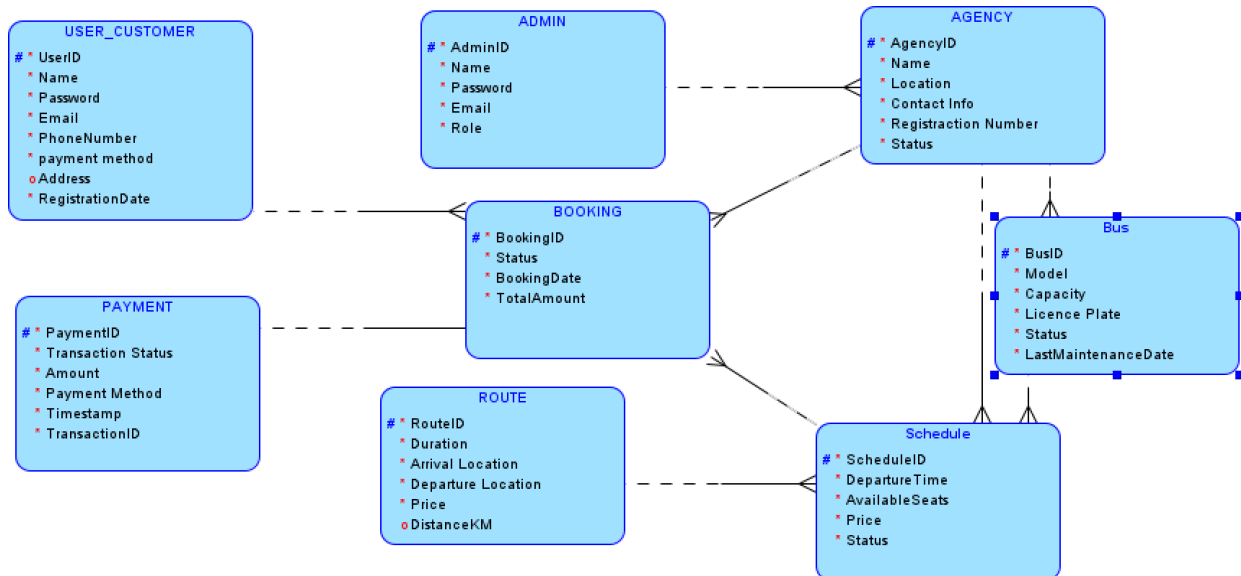 USER_CUSTOMER
# * UserID
* Name
* Password
* Email
* PhoneNumber
* payment method
o Address
* RegistrationDate
ADMIN
# * AdminID
* Name
* Password
* Email
* Role
AGENCY
# * AgencyID
* Name
* Location
* Contact Info
* Registraction Number
* Status
BOOKING
# * BookingID
* Status
* BookingDate
* TotalAmount
Bus
# * BusID
* Model
* Capacity
* Licence Plate
* Status
* LastMaintenanceDate
PAYMENT
# * PaymentID
* Transaction Status
* Amount
* Payment Method
* Timestamp
* TransactionID
ROUTE
# * RouteID
* Duration
* Arrival Location
* Departure Location
* Price
o DistanceKM
Schedule
# * ScheduleID
* DepartureTime
* AvailableSeats
* Price
* Status